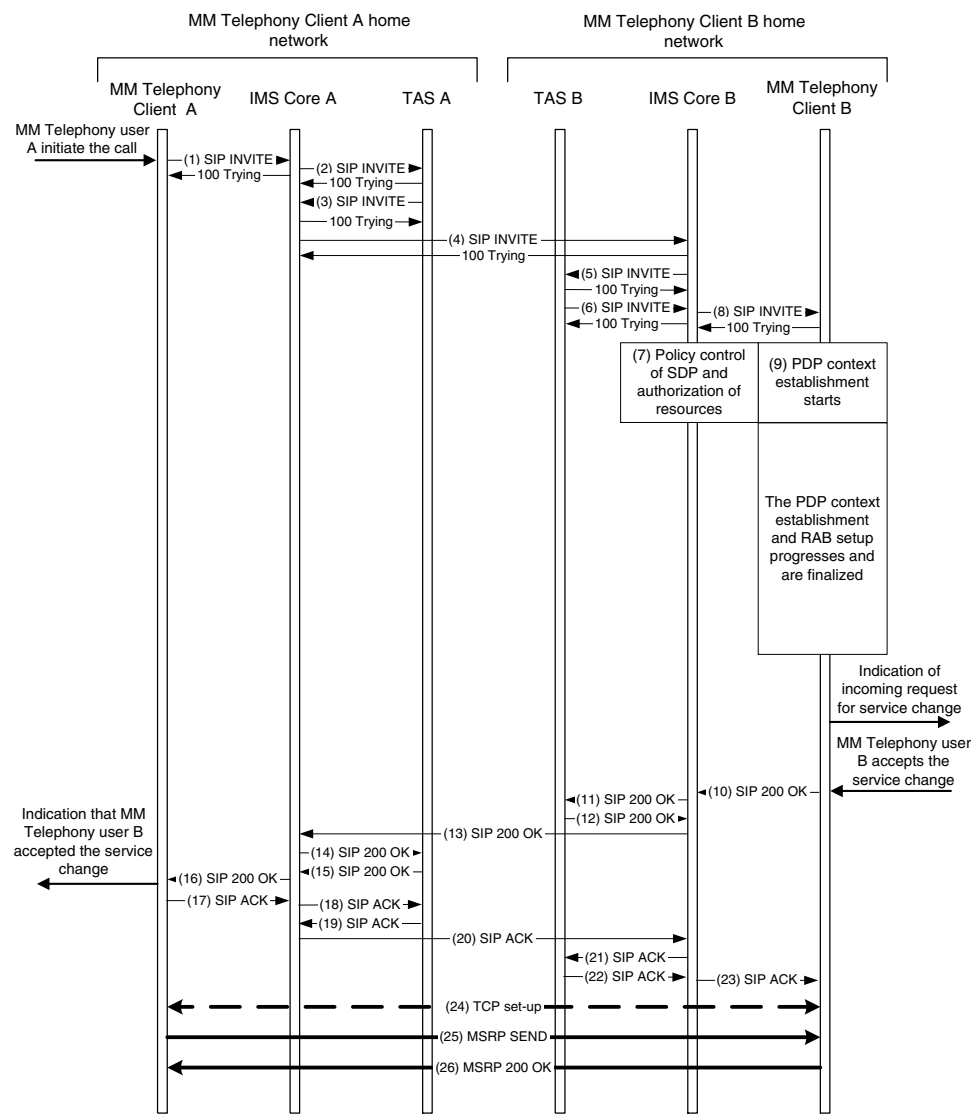 MM Telephony Client A home
network
MM Telephony Client B home
network
MM Telephony
Client A
IMS Core A
TAS A
TAS B
IMS Core B
MM Telephony
Client B
MM Telephony user
A initiate the call
(1) SIP INVITE
100 Trying
(2) SIP INVITE
100 Trying
(3) SIP INVITE
100 Trying
(4) SIP INVITE
100 Trying
(5) SIP INVITE
100 Trying
(6) SIP INVITE
100 Trying
(8) SIP INVITE
100 Trying
(7) Policy control
of SDP and
authorization of
resources
(9) PDP context
establishment
starts
The PDP context
establishment
and RAB setup
progresses and
are finalized
Indication of
incoming request
for service change
MM Telephony user
B accepts the
service change
(10) SIP 200 OK
(11) SIP 200 OK
(12) SIP 200 OK
(13) SIP 200 OK
(14) SIP 200 OK
(15) SIP 200 OK
(16) SIP 200 OK
Indication that MM
Telephony user B
accepted the service
change
(17) SIP ACK
(18) SIP ACK
(19) SIP ACK
(20) SIP ACK
(21) SIP ACK
(22) SIP ACK
(23) SIP ACK
(24) TCP set-up
(25) MSRP SEND
(26) MSRP 200 OK